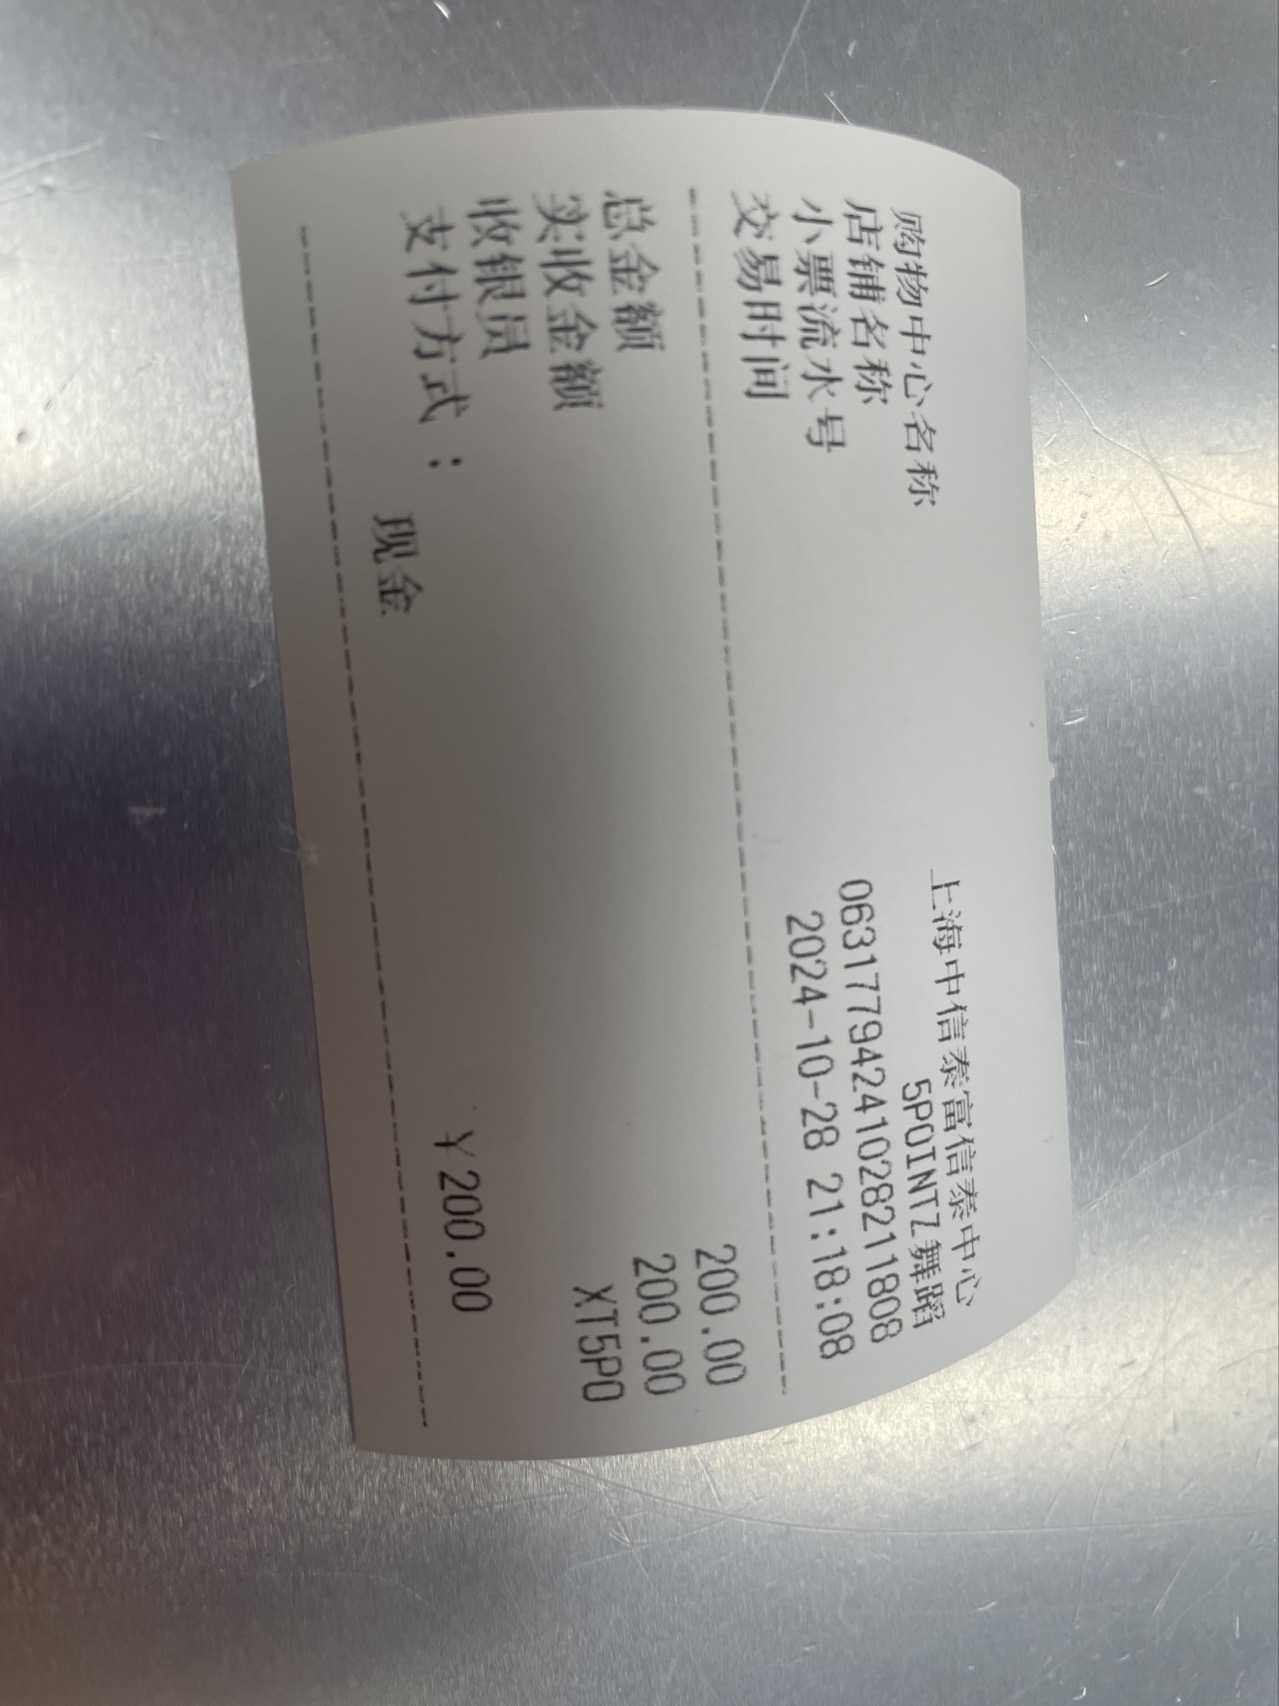 购物中心名称 上海中信泰富信泰中心
店铺名称 5POINTZ舞蹈
小票流水号 0631779424102821180​8
交易时间 2024-10-28 21:18:08
总金额 200.00
实收金额 200.00
收银员 XT5PO
支付方式：
现金 ¥200.00